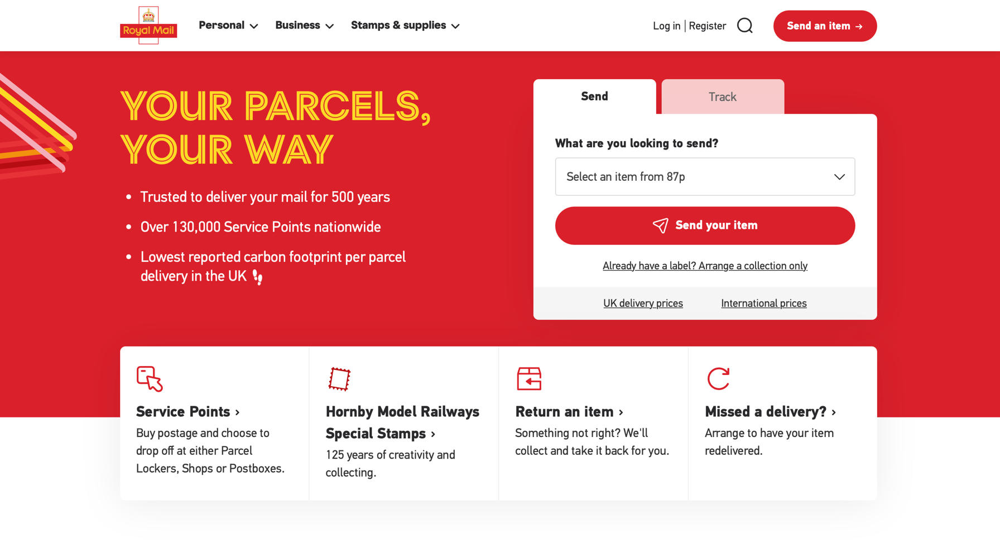 Royal Mail
Personal
Business
Stamps & supplies
Log in | Register
Send an item →
YOUR PARCELS,
YOUR WAY
• Trusted to deliver your mail for 500 years
• Over 130,000 Service Points nationwide
• Lowest reported carbon footprint per parcel
delivery in the UK
Send
Track
What are you looking to send?
Select an item from 87p
Send your item
Already have a label? Arrange a collection only
UK delivery prices
International prices
Service Points ›
Buy postage and choose to
drop off at either Parcel
Lockers, Shops or Postboxes.
Hornby Model Railways
Special Stamps ›
125 years of creativity and
collecting.
Return an item ›
Something not right? We'll
collect and take it back for you.
Missed a delivery? ›
Arrange to have your item
redelivered.